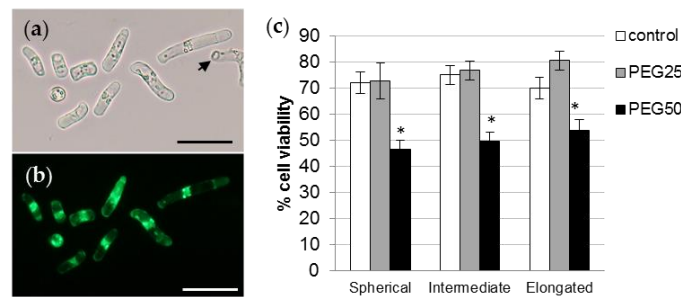 (a)
(b)
(c)
% cell viability
90
80
70
60
50
40
30
20
10
0
*
*
*
Spherical
Intermediate
Elongated
control
PEG25
PEG50